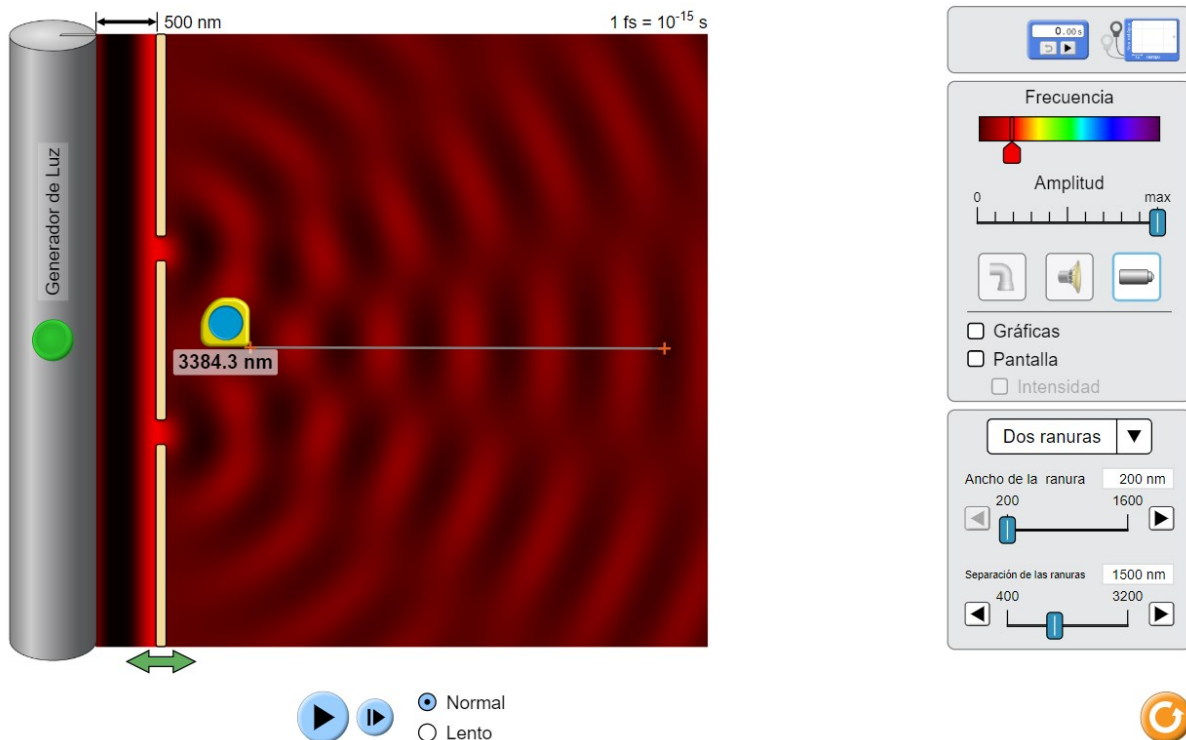 500 nm
1 fs = 10⁻¹⁵ s
Generador de Luz
3384.3 nm
Normal
Lento
0.00 s
Frecuencia
Amplitud
0 max
Gráficas
Pantalla
Intensidad
Dos ranuras
Ancho de la ranura 200 nm
200 1600
Separación de las ranuras 1500 nm
400 3200